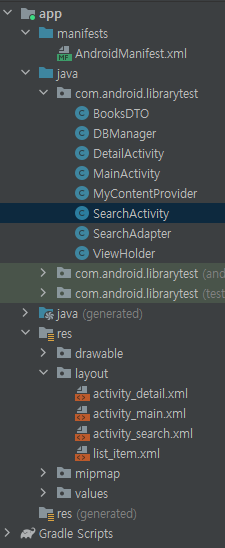 app
manifests
MF
AndroidManifest.xml
java
com.android.librarytest
C BooksDTO
C DBManager
C DetailActivity
C MainActivity
C MyContentProvider
C SearchActivity
C SearchAdapter
C ViewHolder
com.android.librarytest (and
com.android.librarytest (test
java (generated)
res
drawable
layout
activity_detail.xml
activity_main.xml
activity_search.xml
list_item.xml
mipmap
values
res (generated)
Gradle Scripts